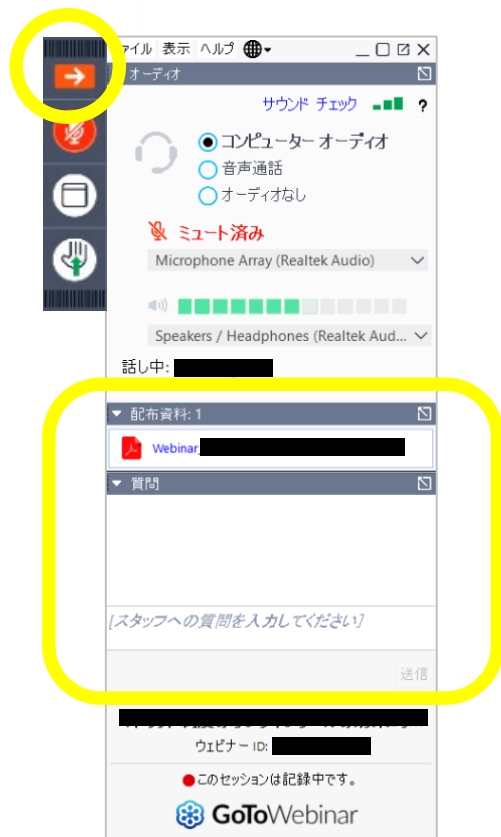 ァイル 表示 ヘルプ
オーディオ
サウンド チェック ?
コンピューター オーディオ
音声通話
オーディオなし
ミュート済み
Microphone Array (Realtek Audio)
Speakers / Headphones (Realtek Aud...
話し中:
配布資料: 1
Webinar_
質問
[スタッフへの質問を入力してください]
送信
ウェビナー ID:
このセッションは記録中です。
GoToWebinar